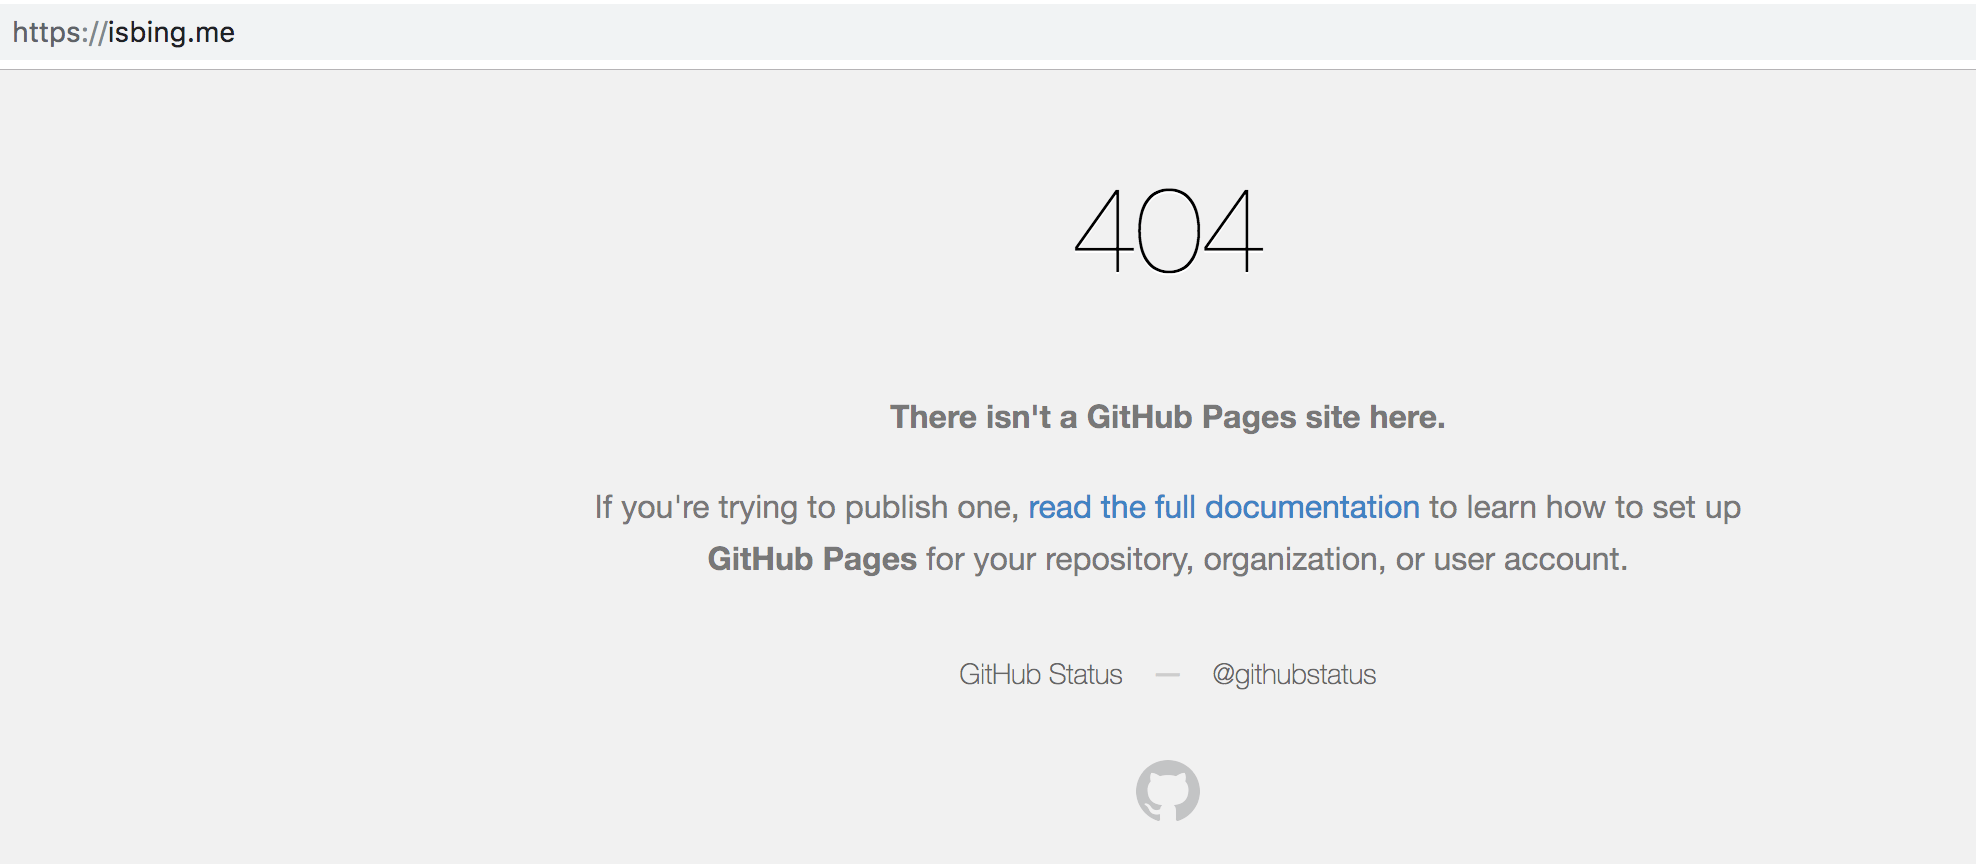 https://isbing.me
404
There isn't a GitHub Pages site here.
If you're trying to publish one, read the full documentation to learn how to set up
GitHub Pages for your repository, organization, or user account.
GitHub Status — @githubstatus